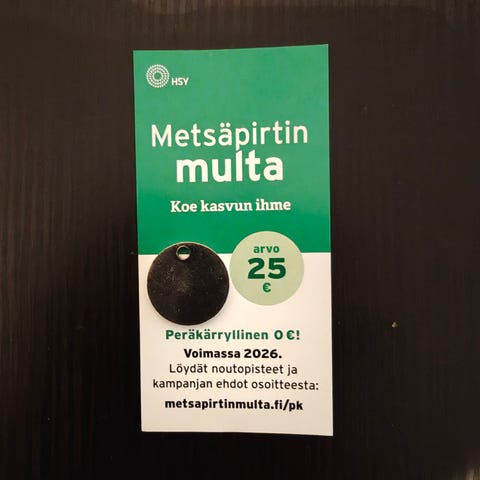 HSY
Metsäpirtin
multa
Koe kasvun ihme
arvo
25
€
Peräkärryllinen 0 €!
Voimassa 2026.
Löydät noutopisteet ja
kampanjan ehdot osoitteesta:
metsapirtinmulta.fi/pk